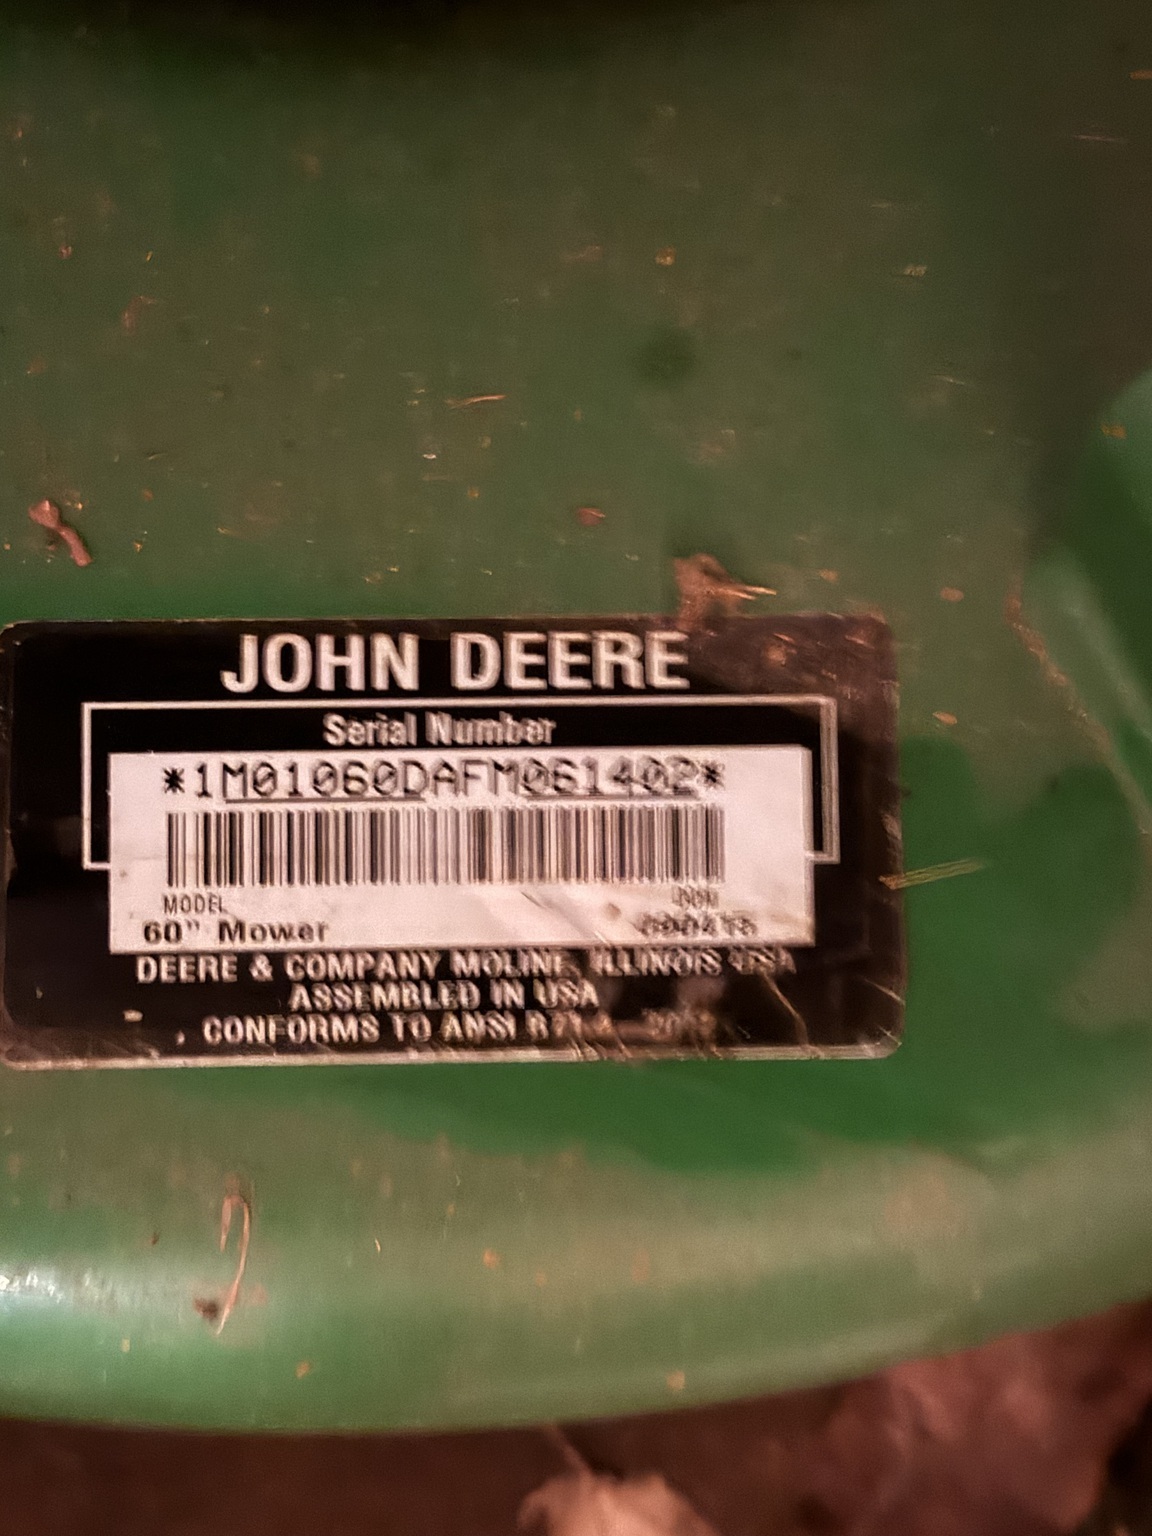 JOHN DEERE
Serial Number
*1M01060DAFM061402*
MODEL
60" Mower
DEERE & COMPANY MOLINE, ILLINOIS USA
ASSEMBLED IN USA
CONFORMS TO ANSI